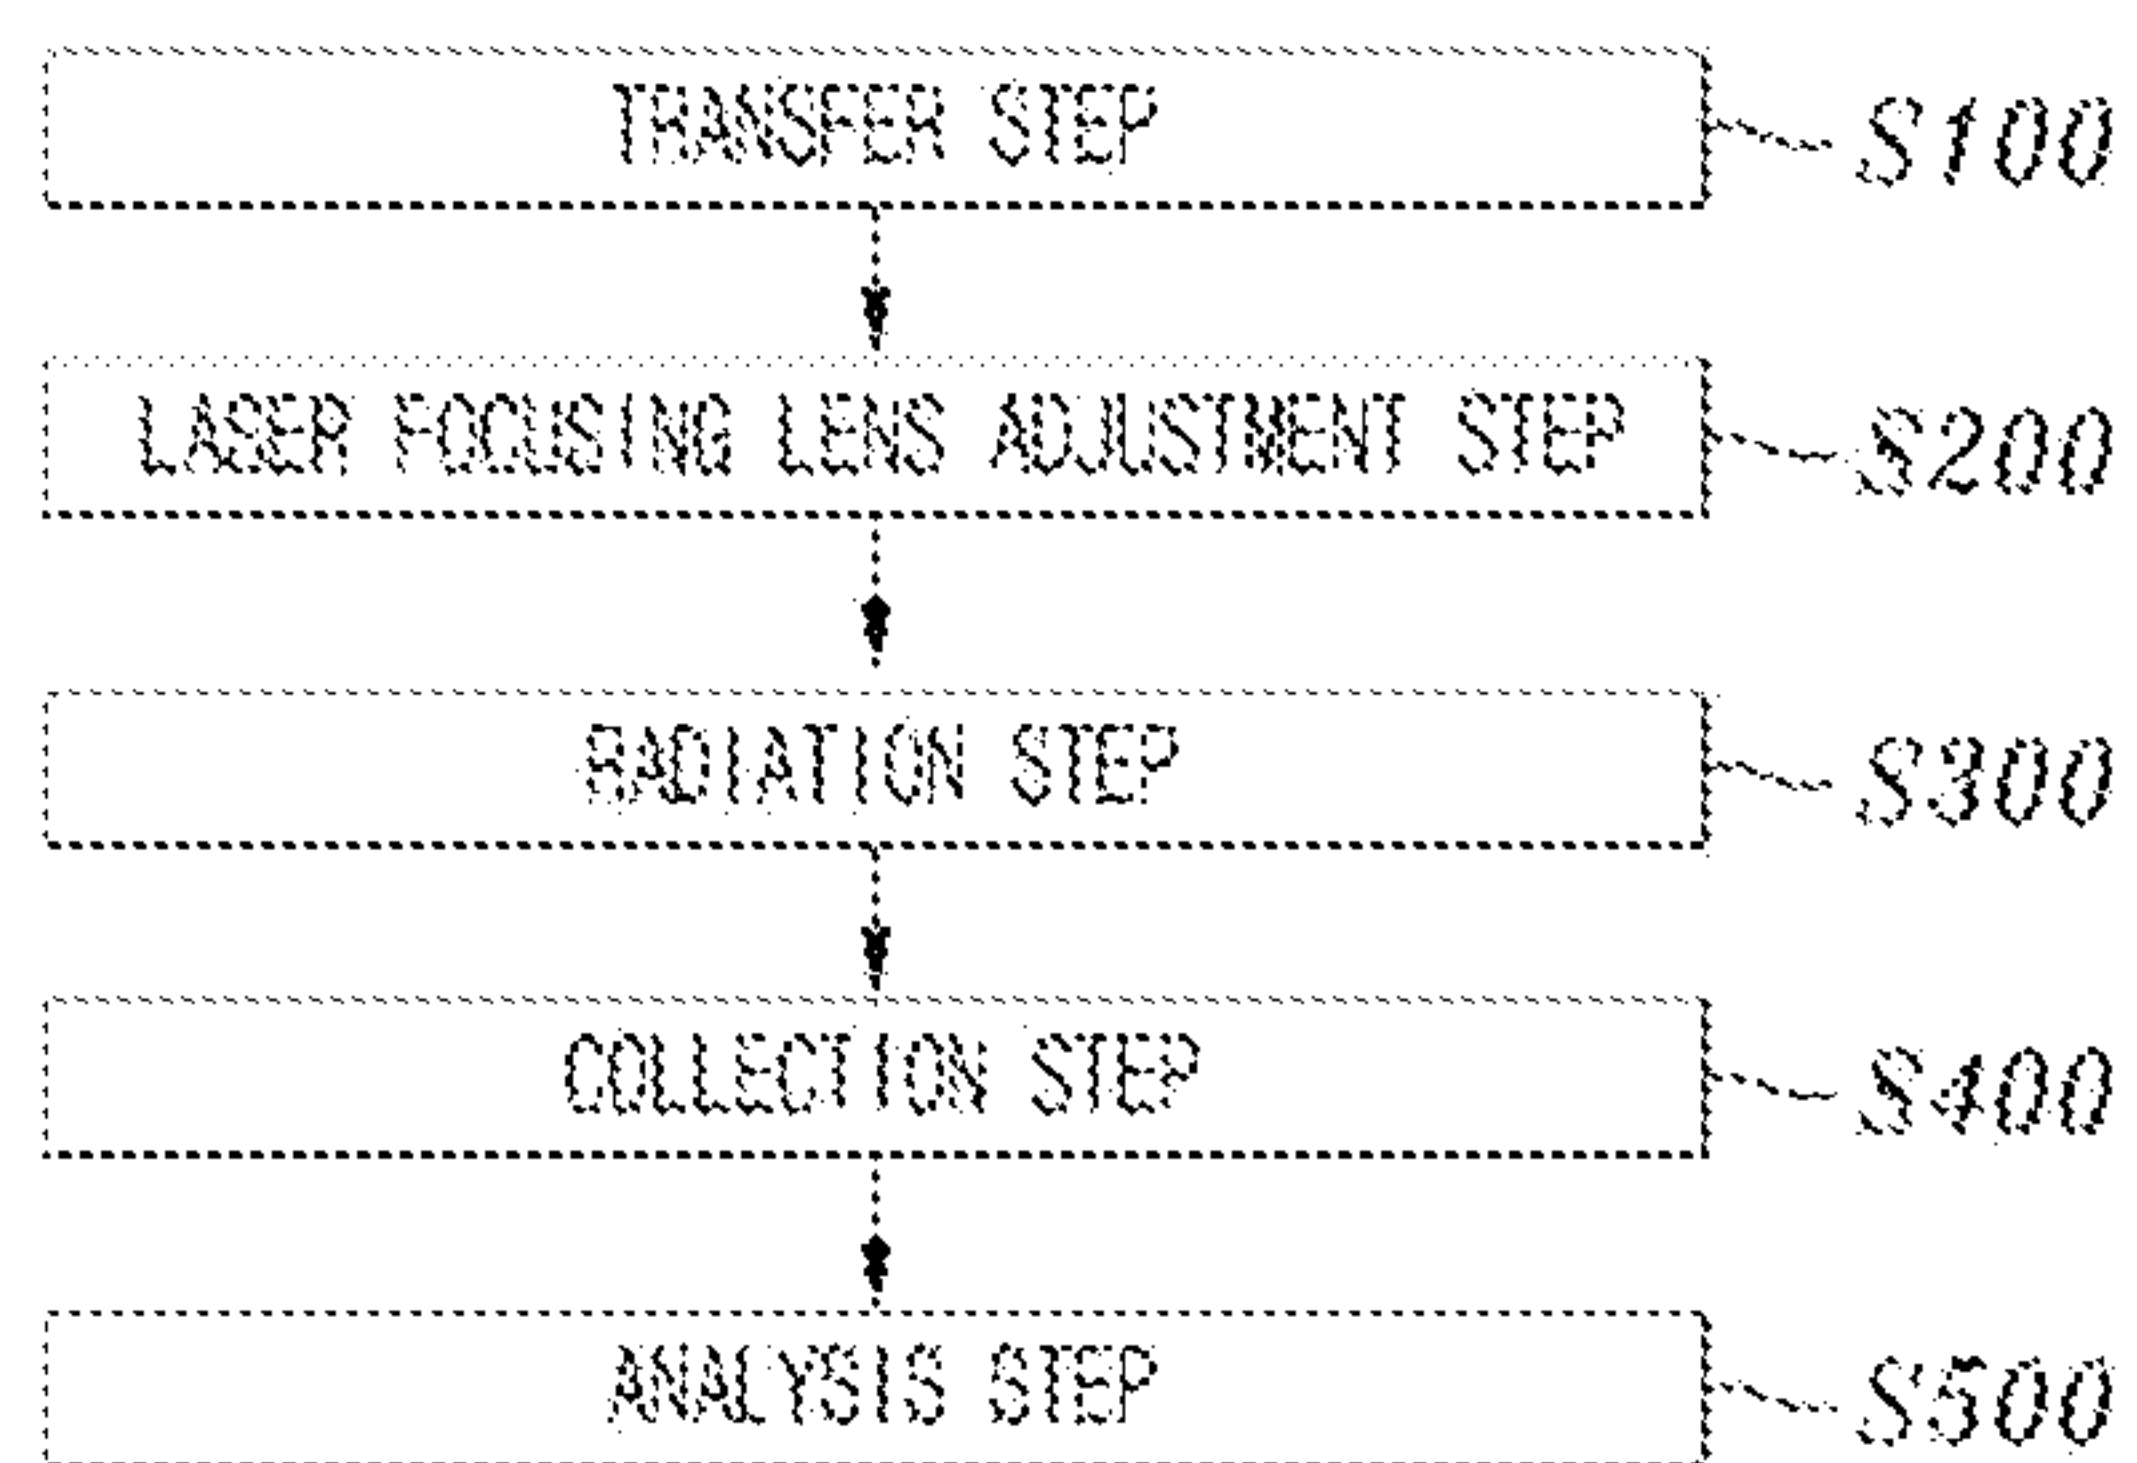 TRANSFER STEP S100
LASER FOCUSING LENS ADJUSTMENT STEP S200
RADIATION STEP S300
COLLECTION STEP S400
ANALYSIS STEP S500